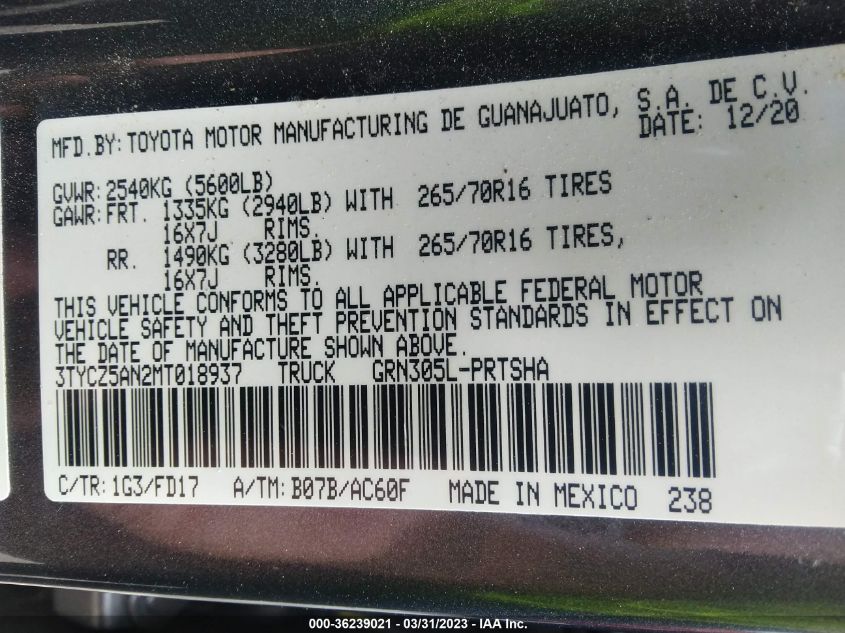 MFD.BY: TOYOTA MOTOR MANUFACTURING DE GUANAJUATO, S.A. DE C.V.
DATE: 12/20
GVWR: 2540KG (5600LB)
GAWR: FRT. 1335KG (2940LB) WITH 265/70R16 TIRES
16X7J RIMS.
RR. 1490KG (3280LB) WITH 265/70R16 TIRES,
16X7J RIMS.
THIS VEHICLE CONFORMS TO ALL APPLICABLE FEDERAL MOTOR
VEHICLE SAFETY AND THEFT PREVENTION STANDARDS IN EFFECT ON
THE DATE OF MANUFACTURE SHOWN ABOVE.
3TYCZ5AN2MT018937 TRUCK GRN305L-PRTSHA
C/TR: 1G3/FD17 A/TM: B07B/AC60F MADE IN MEXICO 238
000-36239021 - 03/31/2023 - IAA Inc.